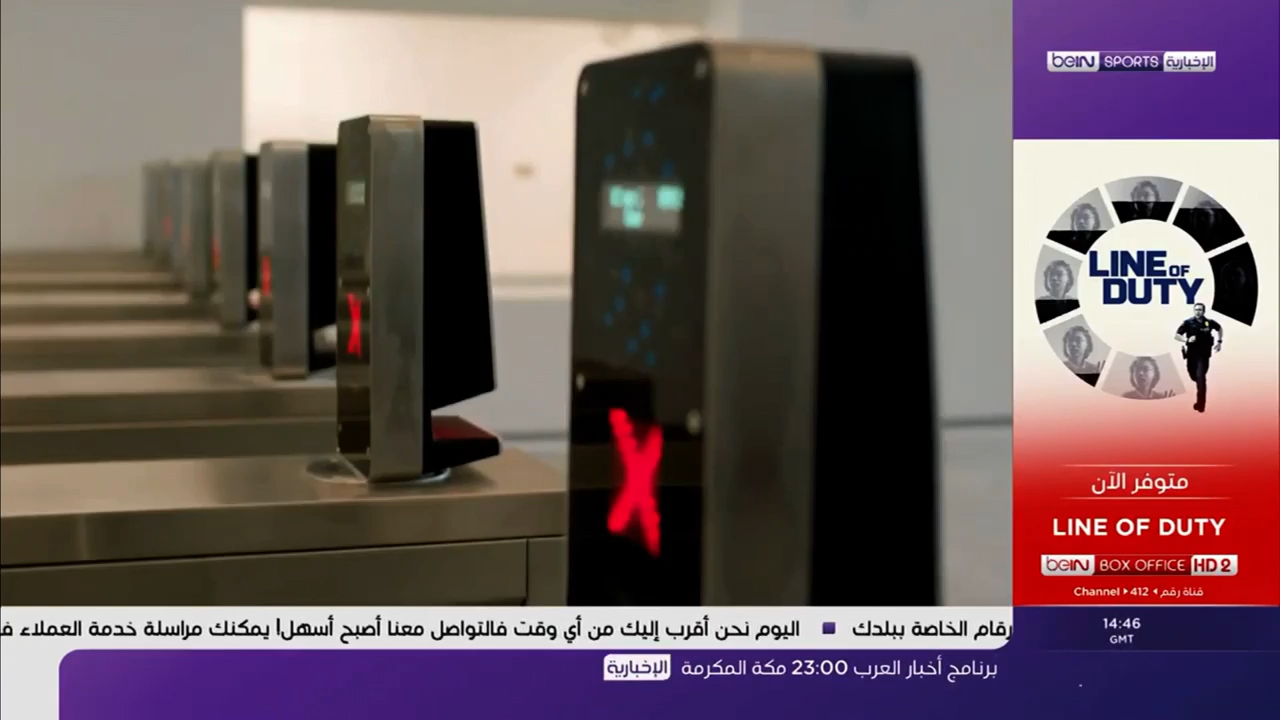 beIN SPORTS الإخبارية
LINE OF
DUTY
متوفر الآن
LINE OF DUTY
beIN BOX OFFICE HD 2
Channel 412 قناة رقم
رقام الخاصة ببلدك ■ اليوم نحن أقرب إليك من أي وقت فالتواصل معنا أصبح أسهل! يمكنك مراسلة خدمة العملاء ف
14:46
GMT
برنامج أخبار العرب 23:00 مكة المكرمة الإخبارية